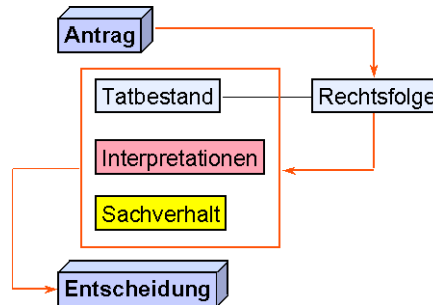 Antrag
Tatbestand
Rechtsfolge
Interpretationen
Sachverhalt
Entscheidung